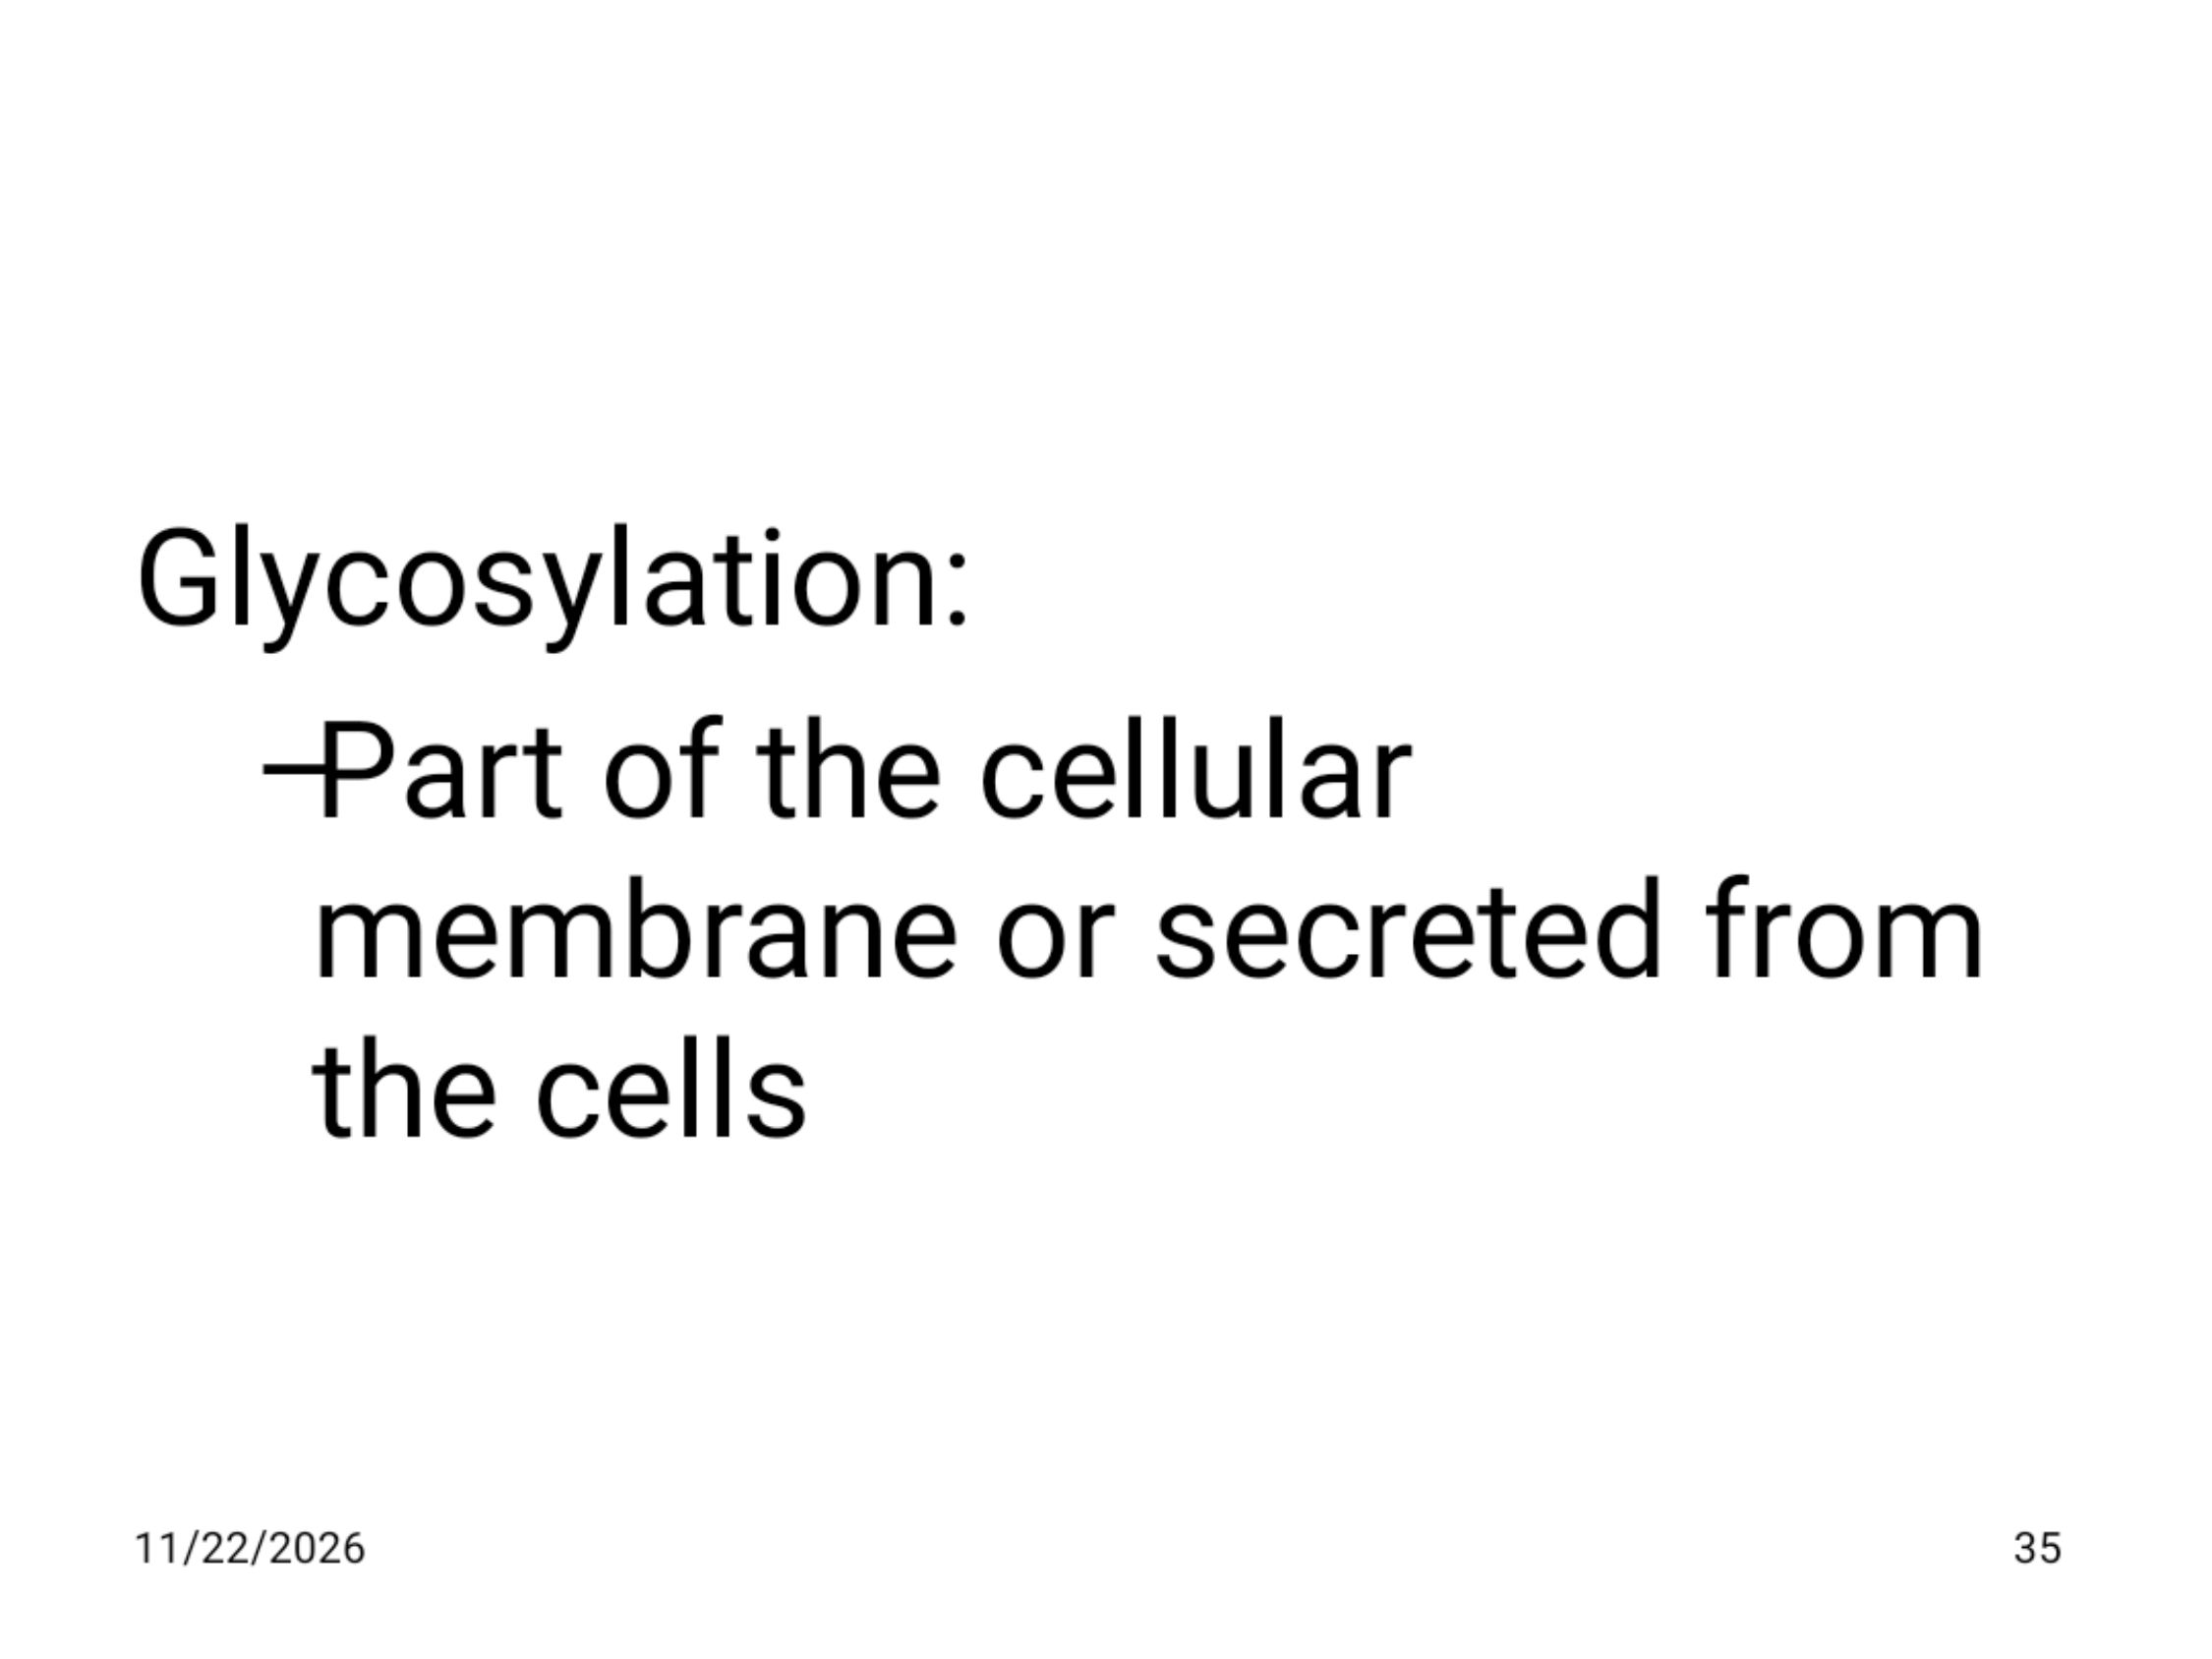 Glycosylation:
–Part of the cellular
membrane or secreted from
the cells
11/22/2026
35